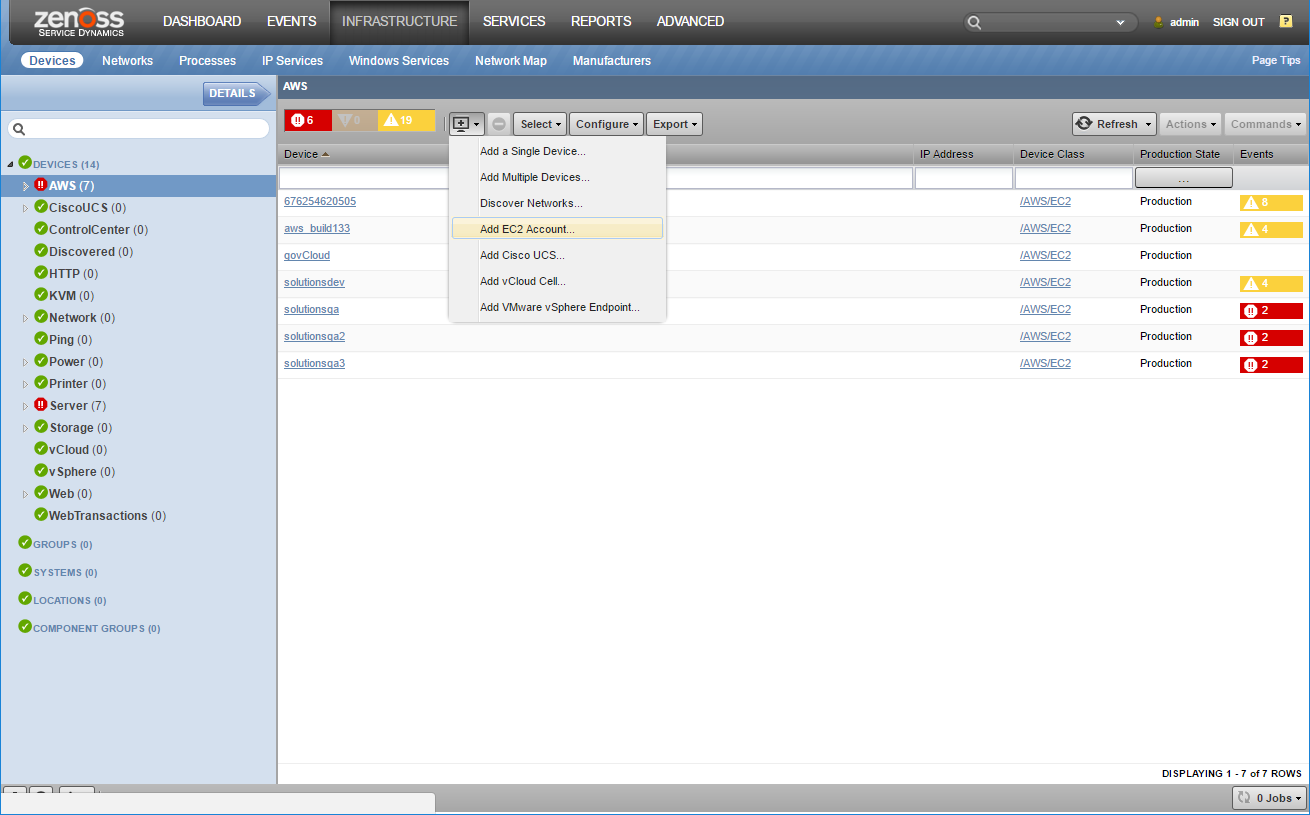 zenoss
SERVICE DYNAMICS
DASHBOARD EVENTS INFRASTRUCTURE SERVICES REPORTS ADVANCED
admin SIGN OUT ?
Devices Networks Processes IP Services Windows Services Network Map Manufacturers Page Tips
DETAILS
AWS
6 0 19
Select Configure Export Refresh Actions Commands
Device IP Address Device Class Production State Events
...
Add a Single Device...
Add Multiple Devices...
Discover Networks...
Add EC2 Account...
Add Cisco UCS...
Add vCloud Cell...
Add VMware vSphere Endpoint...
676254620505 /AWS/EC2 Production 8
aws_build133 /AWS/EC2 Production 4
govCloud /AWS/EC2 Production
solutionsdev /AWS/EC2 Production 4
solutionsqa /AWS/EC2 Production 2
solutionsqa2 /AWS/EC2 Production 2
solutionsqa3 /AWS/EC2 Production 2
DEVICES (14)
AWS (7)
CiscoUCS (0)
ControlCenter (0)
Discovered (0)
HTTP (0)
KVM (0)
Network (0)
Ping (0)
Power (0)
Printer (0)
Server (7)
Storage (0)
vCloud (0)
vSphere (0)
Web (0)
WebTransactions (0)
GROUPS (0)
SYSTEMS (0)
LOCATIONS (0)
COMPONENT GROUPS (0)
DISPLAYING 1 - 7 of 7 ROWS
0 Jobs